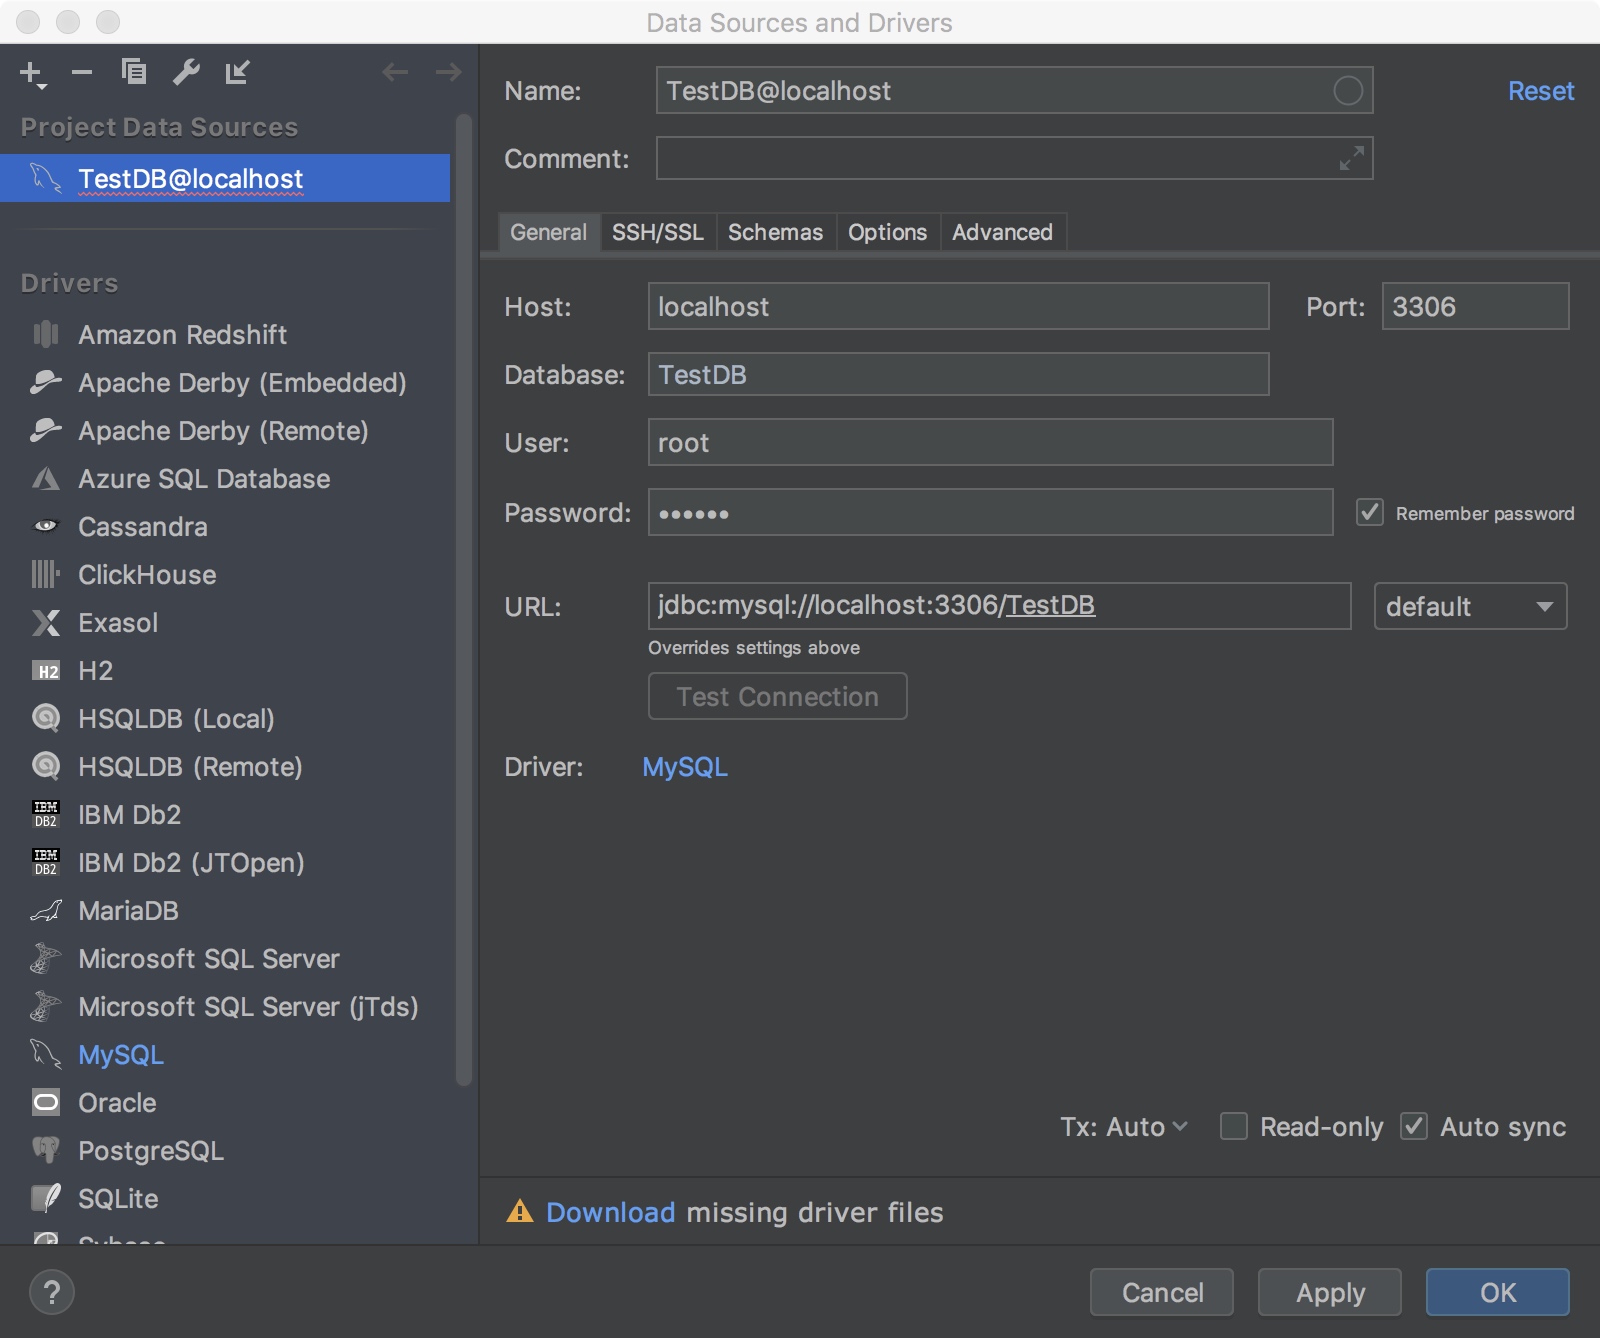 Data Sources and Drivers
Project Data Sources
TestDB@localhost
Drivers
Amazon Redshift
Apache Derby (Embedded)
Apache Derby (Remote)
Azure SQL Database
Cassandra
ClickHouse
Exasol
H2 H2
HSQLDB (Local)
HSQLDB (Remote)
IBM DB2 IBM Db2
IBM DB2 IBM Db2 (JTOpen)
MariaDB
Microsoft SQL Server
Microsoft SQL Server (jTds)
MySQL
Oracle
PostgreSQL
SQLite
Name: TestDB@localhost Reset
Comment:
General SSH/SSL Schemas Options Advanced
Host: localhost Port: 3306
Database: TestDB
User: root
Password: •••••• Remember password
URL: jdbc:mysql://localhost:3306/TestDB default
Overrides settings above
Test Connection
Driver: MySQL
Tx: Auto Read-only Auto sync
Download missing driver files
? Cancel Apply OK